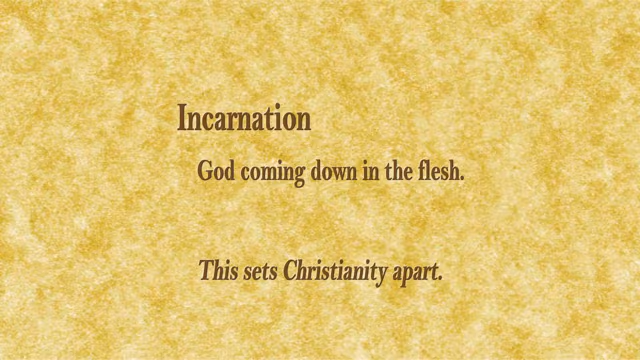 Incarnation
God coming down in the flesh.
This sets Christianity apart.